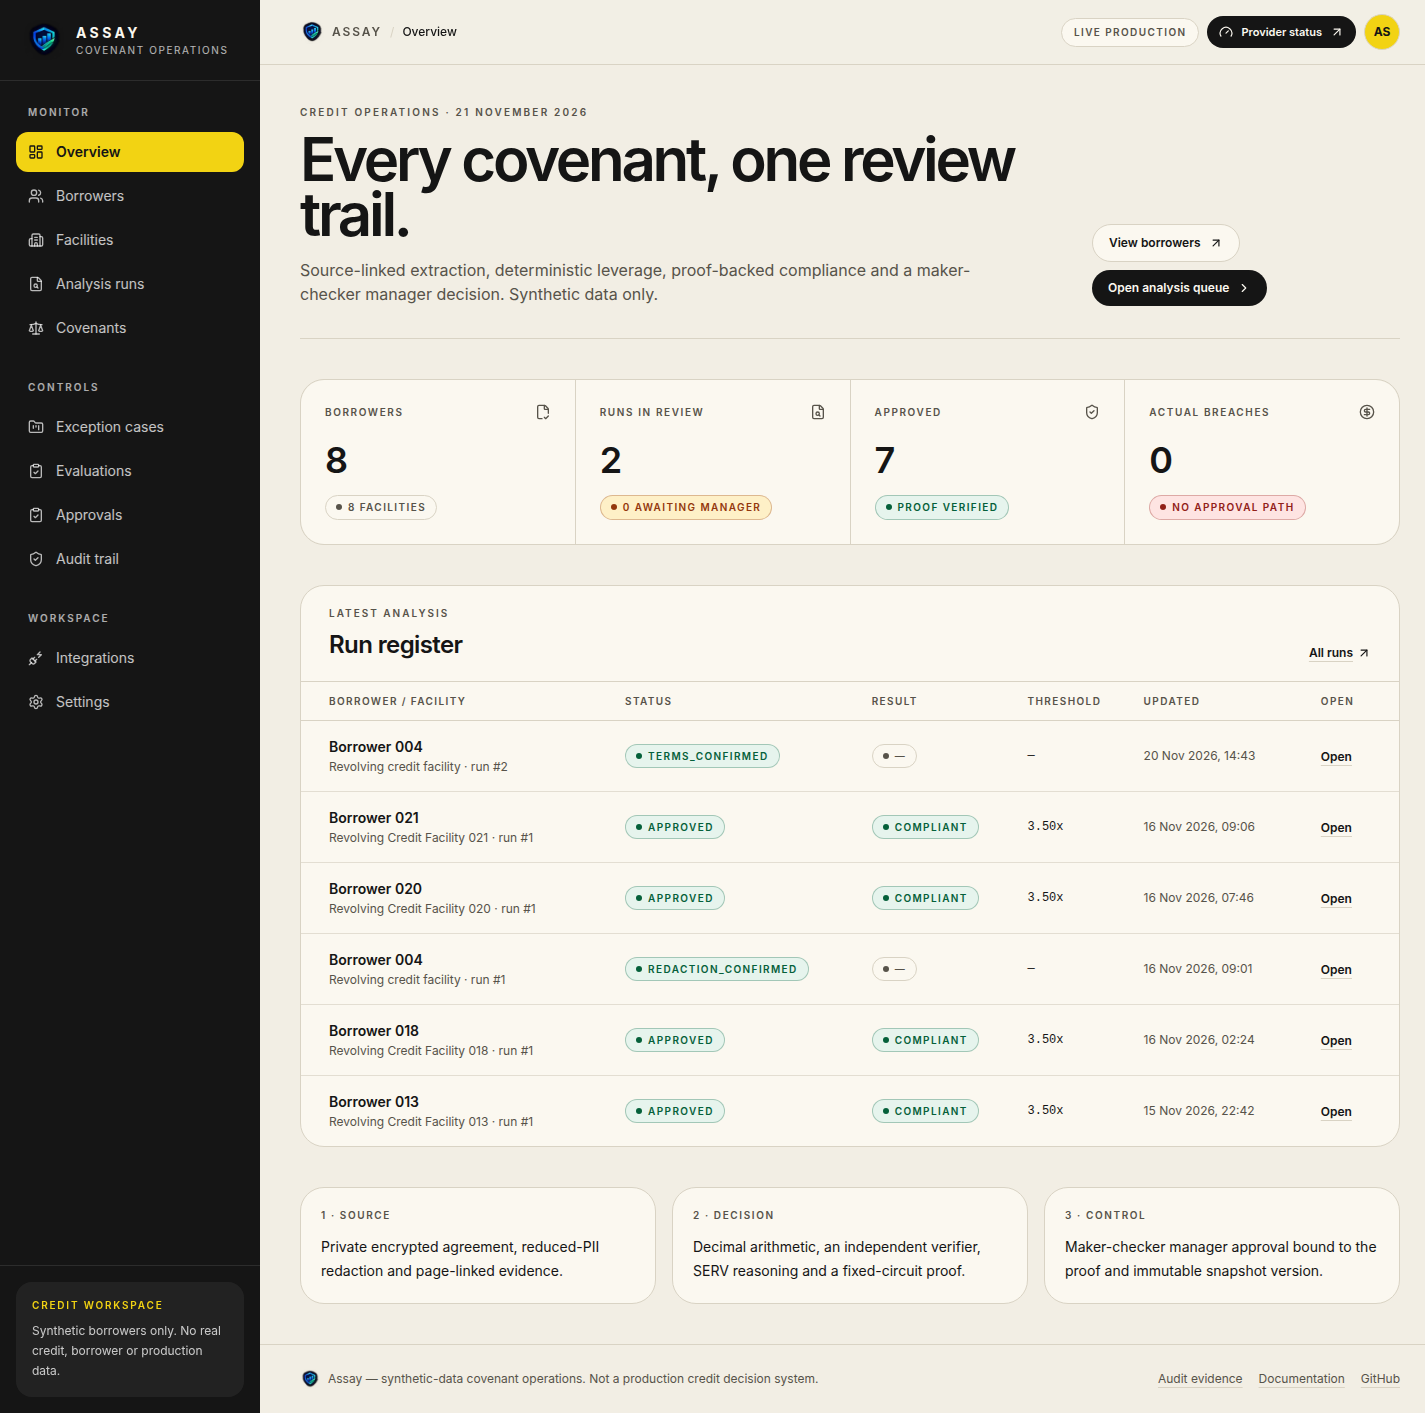 ASSAY
COVENANT OPERATIONS
MONITOR
Overview
Borrowers
Facilities
Analysis runs
Covenants
CONTROLS
Exception cases
Evaluations
Approvals
Audit trail
WORKSPACE
Integrations
Settings
CREDIT WORKSPACE
Synthetic borrowers only. No real
credit, borrower or production
data.
ASSAY / Overview
LIVE PRODUCTION
Provider status
AS
CREDIT OPERATIONS · 21 NOVEMBER 2026
Every covenant, one review
trail.
Source-linked extraction, deterministic leverage, proof-backed compliance and a maker-
checker manager decision. Synthetic data only.
View borrowers
Open analysis queue
BORROWERS
8
8 FACILITIES
RUNS IN REVIEW
2
0 AWAITING MANAGER
APPROVED
7
PROOF VERIFIED
ACTUAL BREACHES
0
NO APPROVAL PATH
LATEST ANALYSIS
Run register
All runs
BORROWER / FACILITY STATUS RESULT THRESHOLD UPDATED OPEN
Borrower 004
Revolving credit facility · run #2
TERMS_CONFIRMED — — 20 Nov 2026, 14:43 Open
Borrower 021
Revolving Credit Facility 021 · run #1
APPROVED COMPLIANT 3.50x 16 Nov 2026, 09:06 Open
Borrower 020
Revolving Credit Facility 020 · run #1
APPROVED COMPLIANT 3.50x 16 Nov 2026, 07:46 Open
Borrower 004
Revolving credit facility · run #1
REDACTION_CONFIRMED — — 16 Nov 2026, 09:01 Open
Borrower 018
Revolving Credit Facility 018 · run #1
APPROVED COMPLIANT 3.50x 16 Nov 2026, 02:24 Open
Borrower 013
Revolving Credit Facility 013 · run #1
APPROVED COMPLIANT 3.50x 15 Nov 2026, 22:42 Open
1 · SOURCE
Private encrypted agreement, reduced-PII
redaction and page-linked evidence.
2 · DECISION
Decimal arithmetic, an independent verifier,
SERV reasoning and a fixed-circuit proof.
3 · CONTROL
Maker-checker manager approval bound to the
proof and immutable snapshot version.
Assay — synthetic-data covenant operations. Not a production credit decision system.
Audit evidence Documentation GitHub